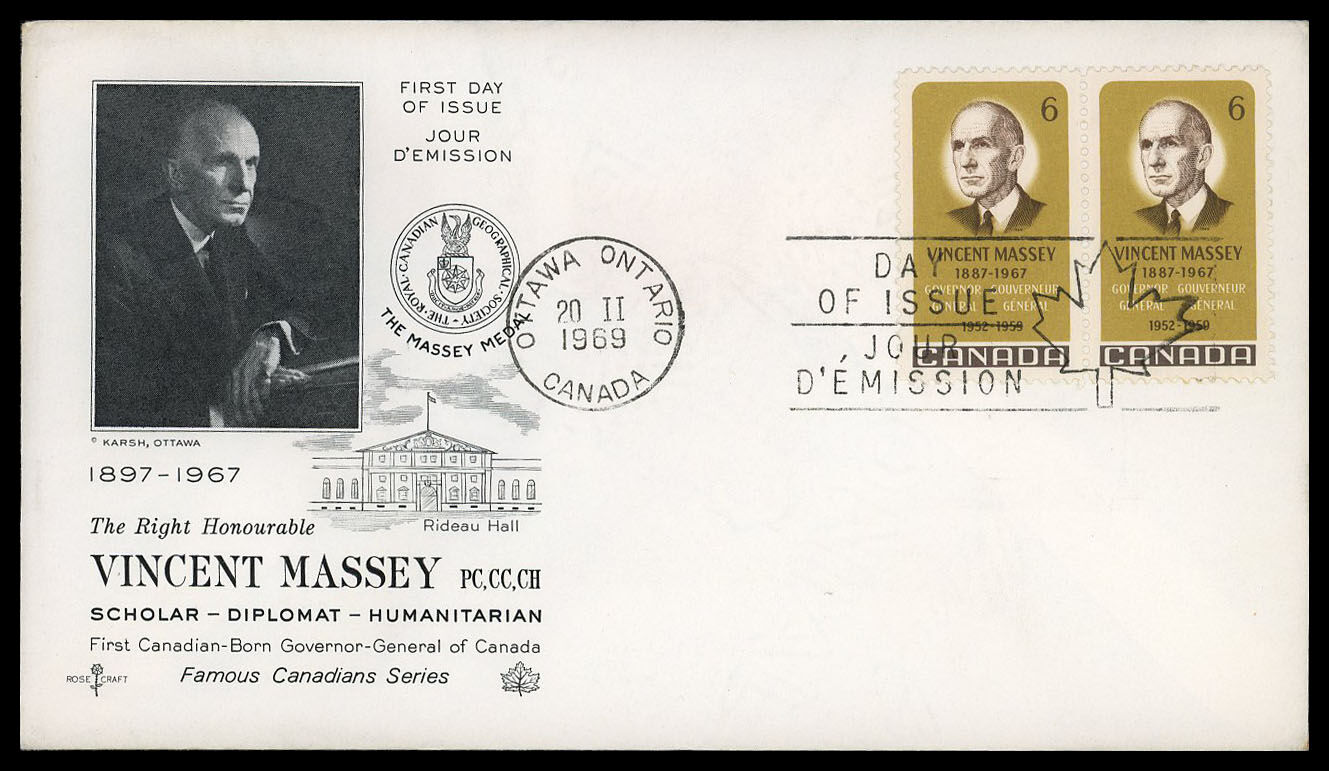 FIRST DAY
OF ISSUE
JOUR
D'EMISSION
THE ROYAL CANADIAN GEOGRAPHICAL SOCIETY
THE MASSEY MEDAL
OTTAWA ONTARIO
20 II
1969
CANADA
6
VINCENT MASSEY
1887-1967
GOVERNOR GOUVERNEUR
GENERAL GÉNÉRAL
1952-1959
CANADA
6
VINCENT MASSEY
1887-1967
GOVERNOR GOUVERNEUR
GENERAL GÉNÉRAL
1952-1959
CANADA
DAY
OF ISSUE
JOUR
D'ÉMISSION
© KARSH, OTTAWA
1897-1967
Rideau Hall
The Right Honourable
VINCENT MASSEY PC,CC,CH
SCHOLAR – DIPLOMAT – HUMANITARIAN
First Canadian-Born Governor-General of Canada
ROSE CRAFT
Famous Canadians Series